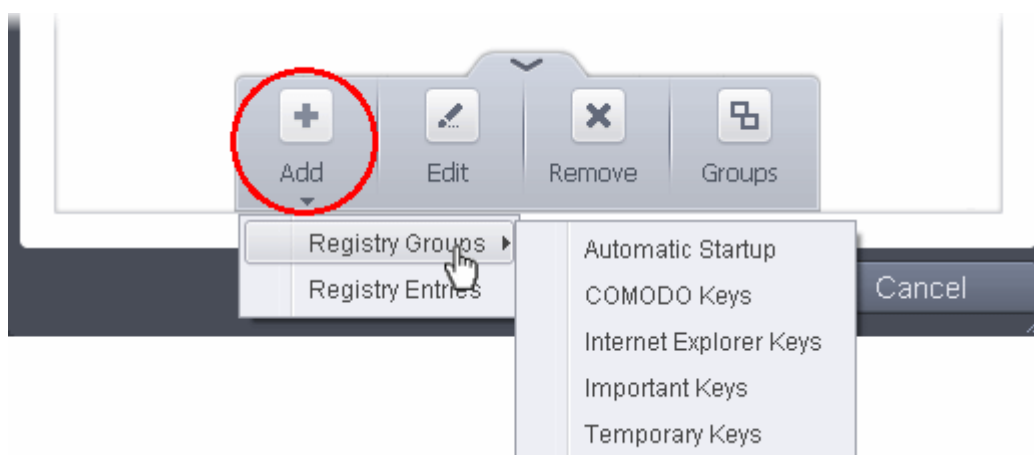 Add Edit Remove Groups
Registry Groups
Registry Entries
Automatic Startup
COMODO Keys
Internet Explorer Keys
Important Keys
Temporary Keys
Cancel